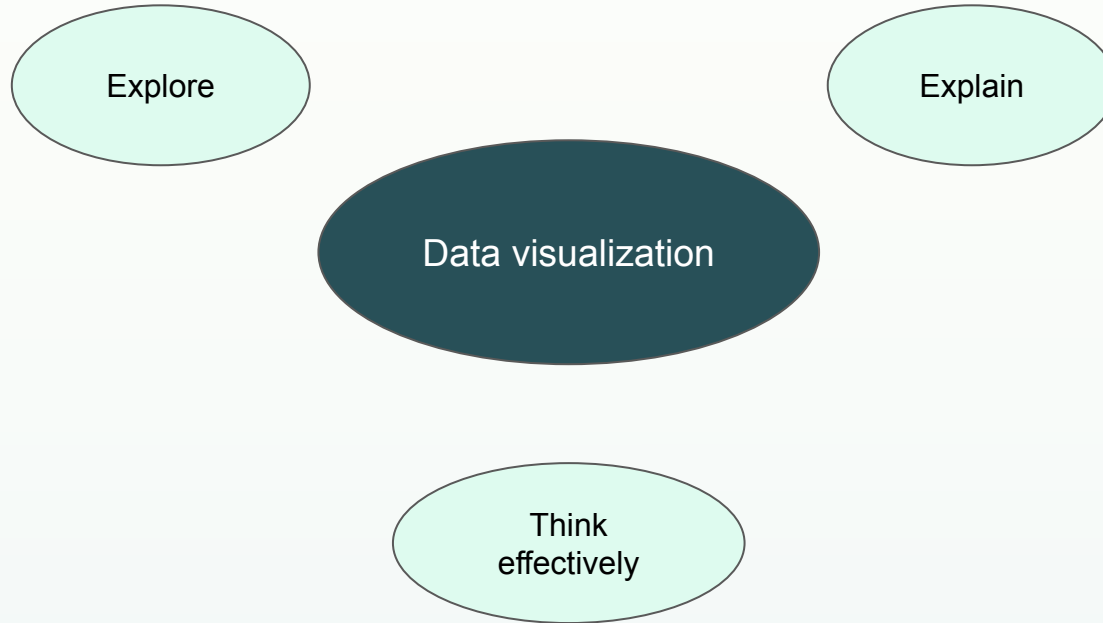 Explore
Explain
Data visualization
Think
effectively